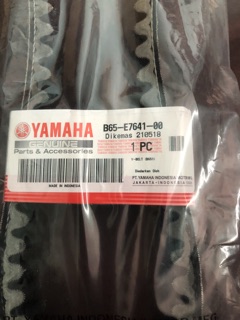 YAMAHA
GENUINE
Parts & Accessories
B65-E7641-00
Dikemas 210518
1 PC
MADE IN INDONESIA
PT. YAMAHA INDONESIA
JAKARTA-INDONESIA